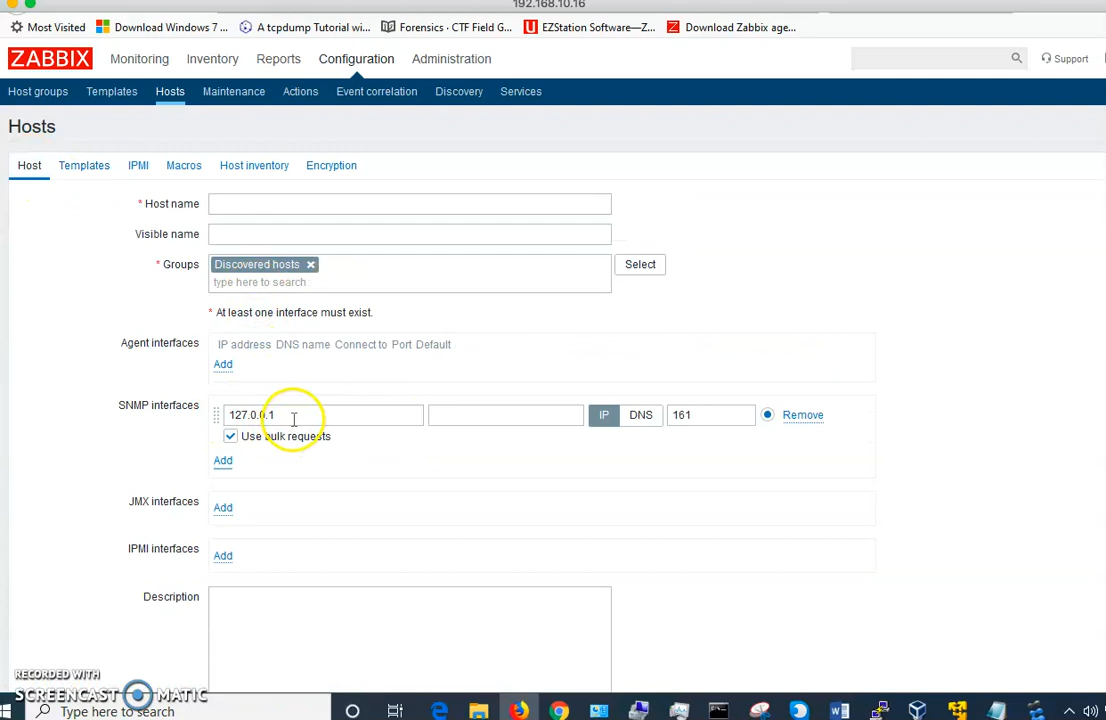 192.168.10.16
Most Visited Download Windows 7 ... A tcpdump Tutorial wi... Forensics · CTF Field G... EZStation Software—Z... Download Zabbix age...
ZABBIX Monitoring Inventory Reports Configuration Administration Support
Host groups Templates Hosts Maintenance Actions Event correlation Discovery Services
Hosts
Host Templates IPMI Macros Host inventory Encryption
* Host name
Visible name
* Groups Discovered hosts Select
type here to search
* At least one interface must exist.
Agent interfaces IP address DNS name Connect to Port Default
Add
SNMP interfaces 127.0.0.1 IP DNS 161 Remove
Use bulk requests
Add
JMX interfaces Add
IPMI interfaces Add
Description
RECORDED WITH
SCREENCAST MATIC
Type here to search